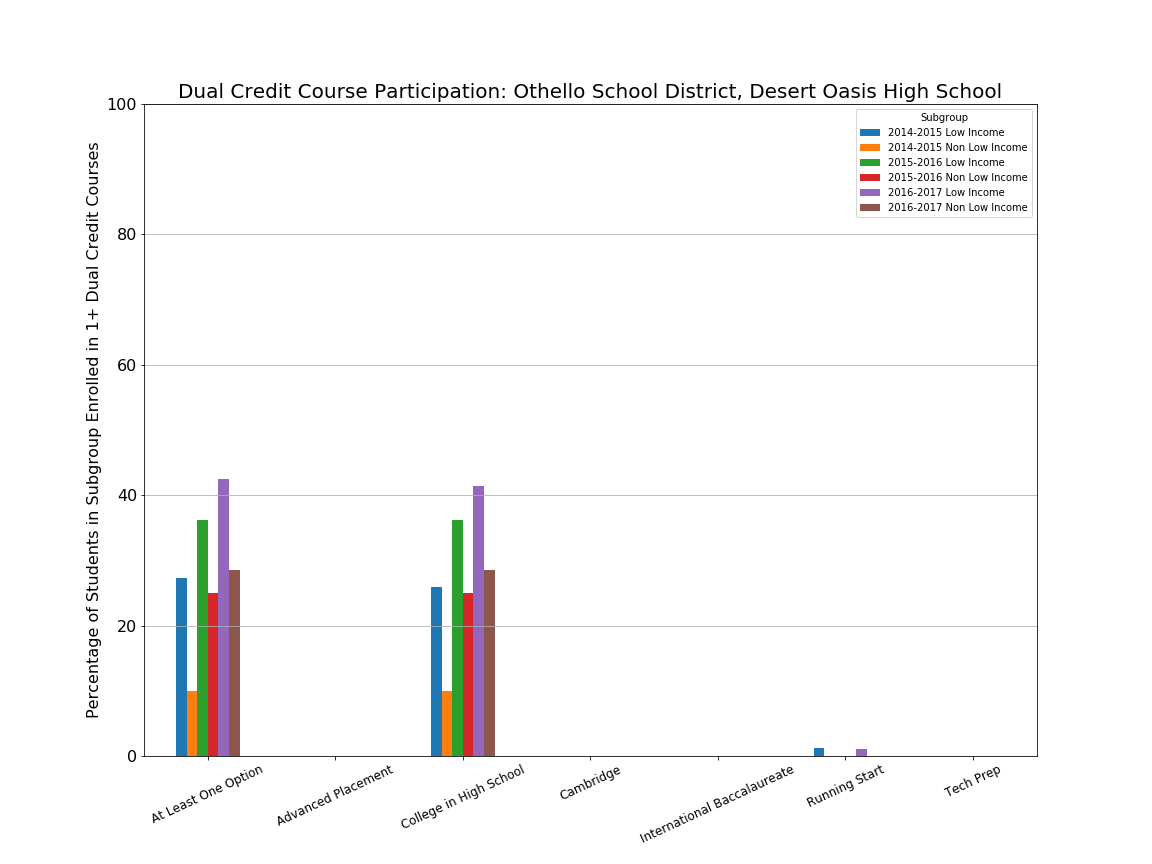 Dual Credit Course Participation: Othello School District, Desert Oasis High School
Percentage of Students in Subgroup Enrolled in 1+ Dual Credit Courses
100
80
60
40
20
0
Subgroup
2014-2015 Low Income
2014-2015 Non Low Income
2015-2016 Low Income
2015-2016 Non Low Income
2016-2017 Low Income
2016-2017 Non Low Income
At Least One Option
Advanced Placement
College in High School
Cambridge
International Baccalaureate
Running Start
Tech Prep